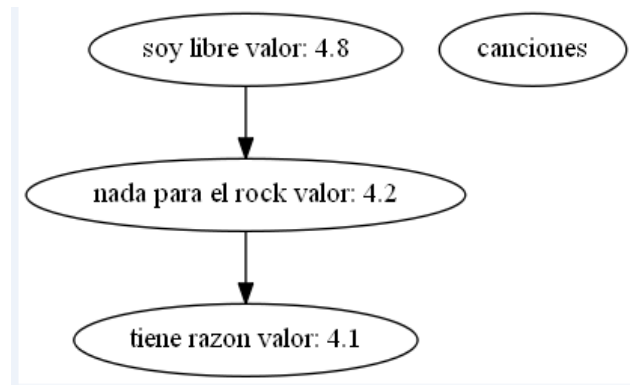 soy libre valor: 4.8
canciones
nada para el rock valor: 4.2
tiene razon valor: 4.1